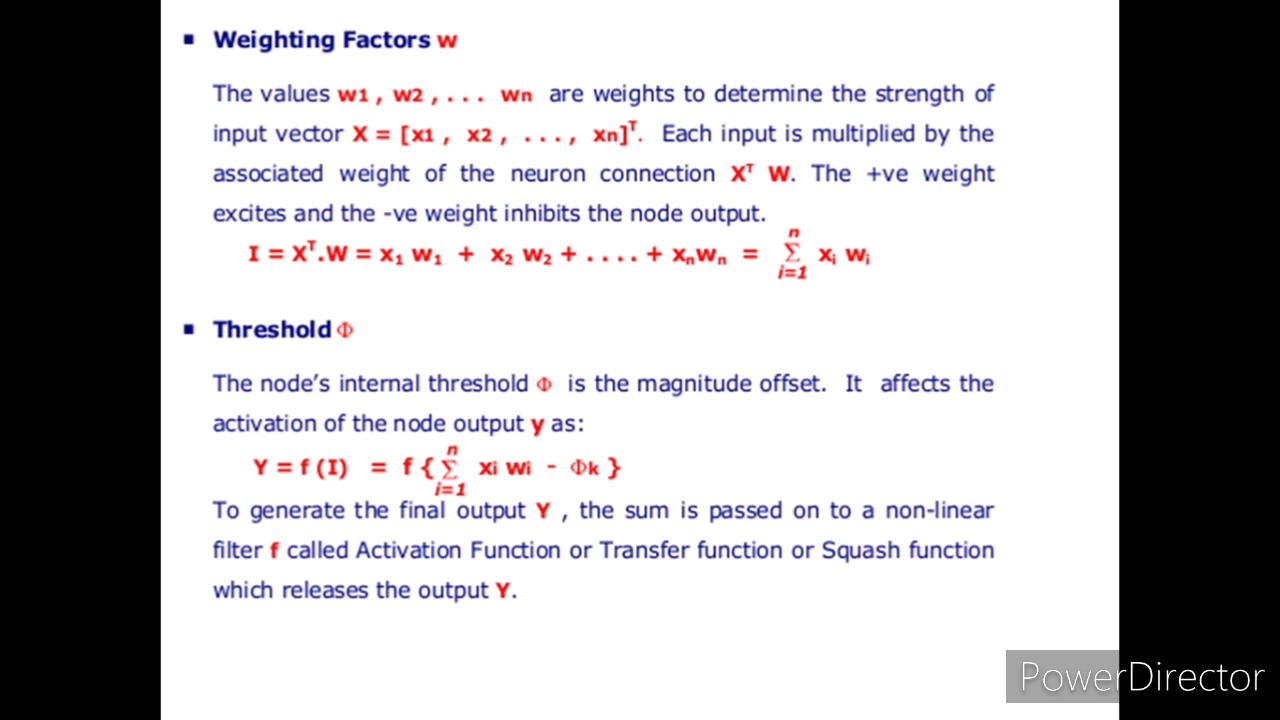 ▪ Weighting Factors w
The values w1 , w2 , . . . wn are weights to determine the strength of
input vector X = [x1 , x2 , . . ., xn]ᵀ. Each input is multiplied by the
associated weight of the neuron connection Xᵀ W. The +ve weight
excites and the -ve weight inhibits the node output.
I = Xᵀ.W = x₁ w₁ + x₂ w₂ + . . . . + xₙwₙ = n Σ i=1 xᵢ wᵢ
▪ Threshold Φ
The node's internal threshold Φ is the magnitude offset. It affects the
activation of the node output y as:
Y = f (I) = f { n Σ i=1 xi wi - Φk }
To generate the final output Y , the sum is passed on to a non-linear
filter f called Activation Function or Transfer function or Squash function
which releases the output Y.
PowerDirector